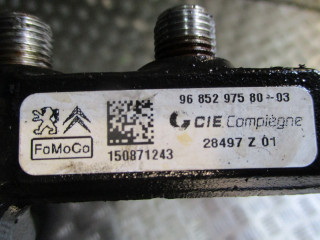 96 852 975 80-03
CIE Compiègne
FoMoCo
150871243
28497 Z 01